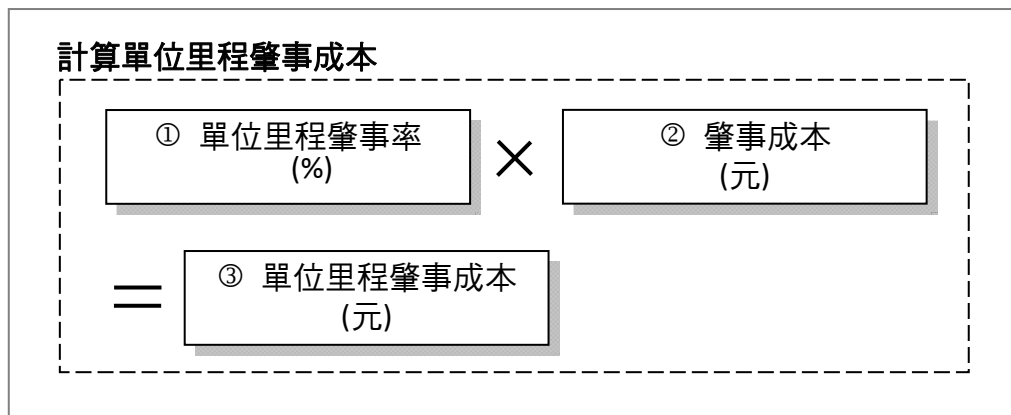 計算單位里程肇事成本
① 單位里程肇事率
(%)
×
② 肇事成本
(元)
=
③ 單位里程肇事成本
(元)